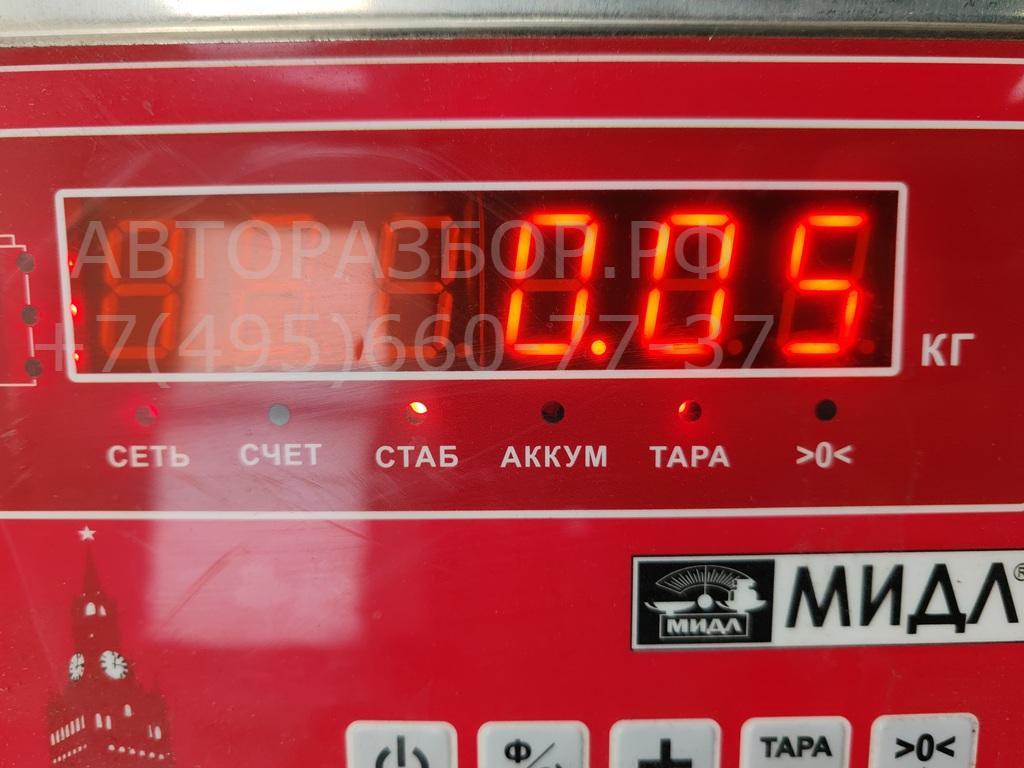 АВТОРАЗБОР.РФ
+7(495)660-77-37
0.05
КГ
СЕТЬ СЧЕТ СТАБ АККУМ ТАРА >0<
МИДЛ МИДЛ®
Ф/ ТАРА >0<